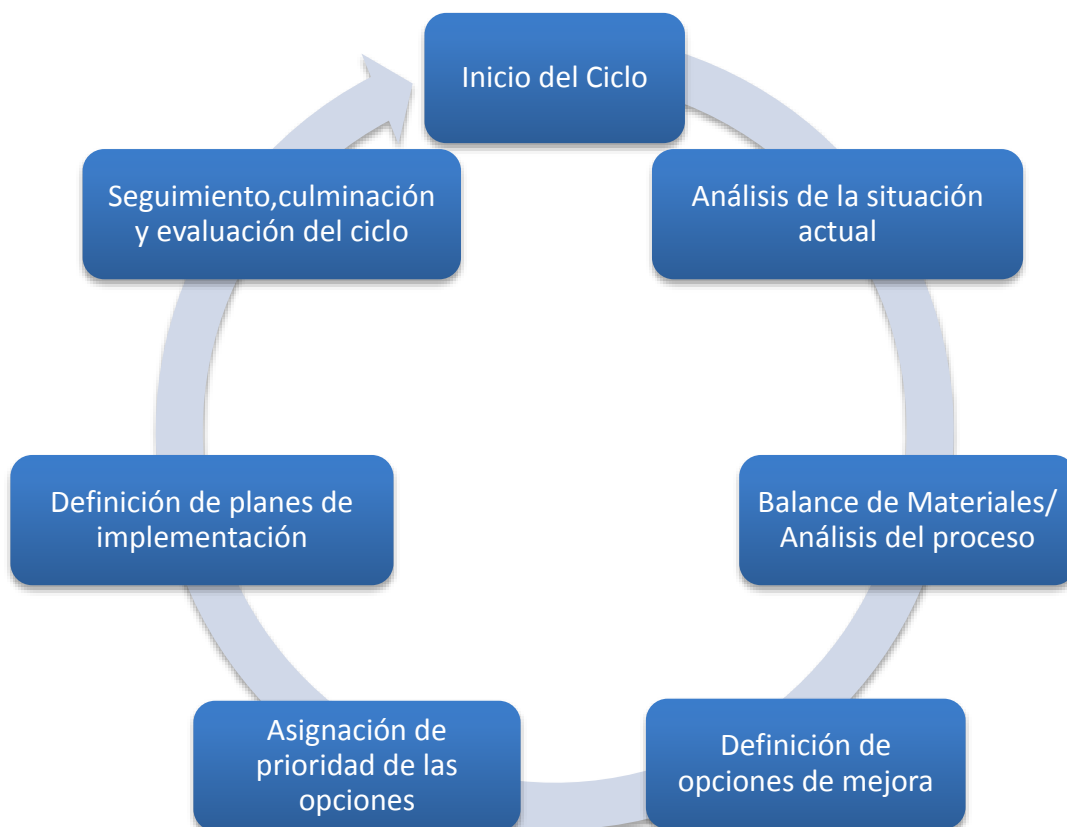 Inicio del Ciclo
Análisis de la situación
actual
Balance de Materiales/
Análisis del proceso
Definición de
opciones de mejora
Asignación de
prioridad de las
opciones
Definición de planes de
implementación
Seguimiento,culminación
y evaluación del ciclo